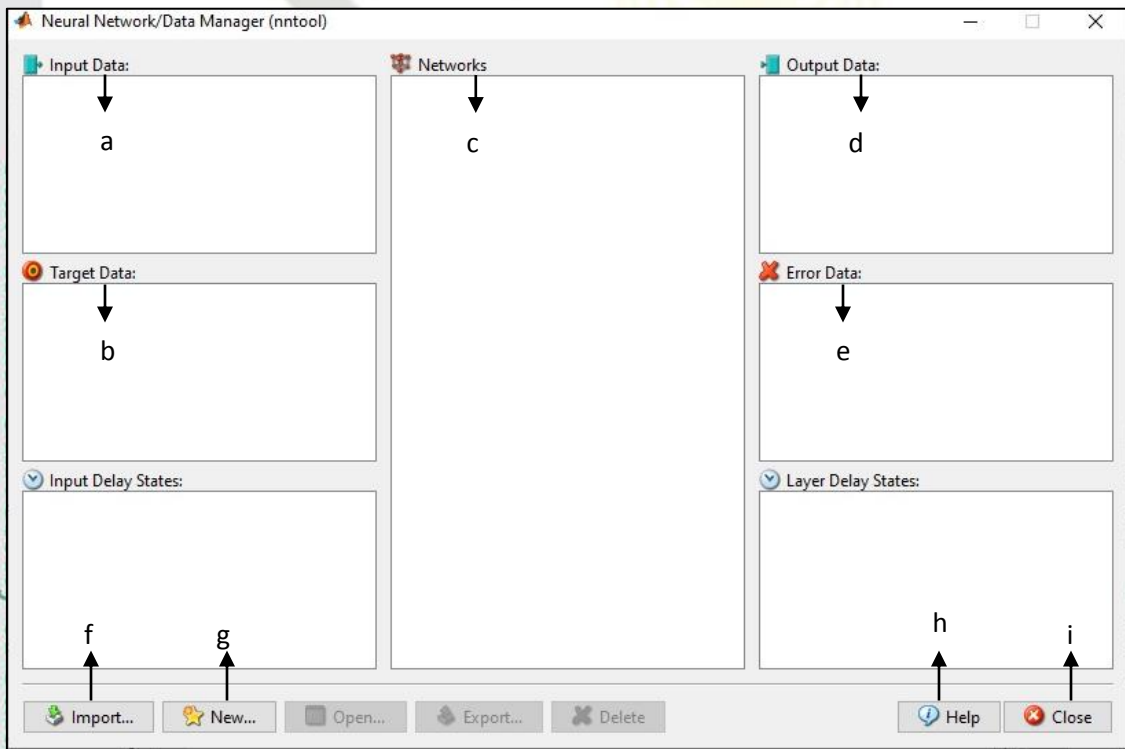 Neural Network/Data Manager (nntool)
Input Data:
Networks
Output Data:
a
c
d
Target Data:
Error Data:
b
e
Input Delay States:
Layer Delay States:
f
g
h
i
Import...
New...
Open...
Export...
Delete
Help
Close